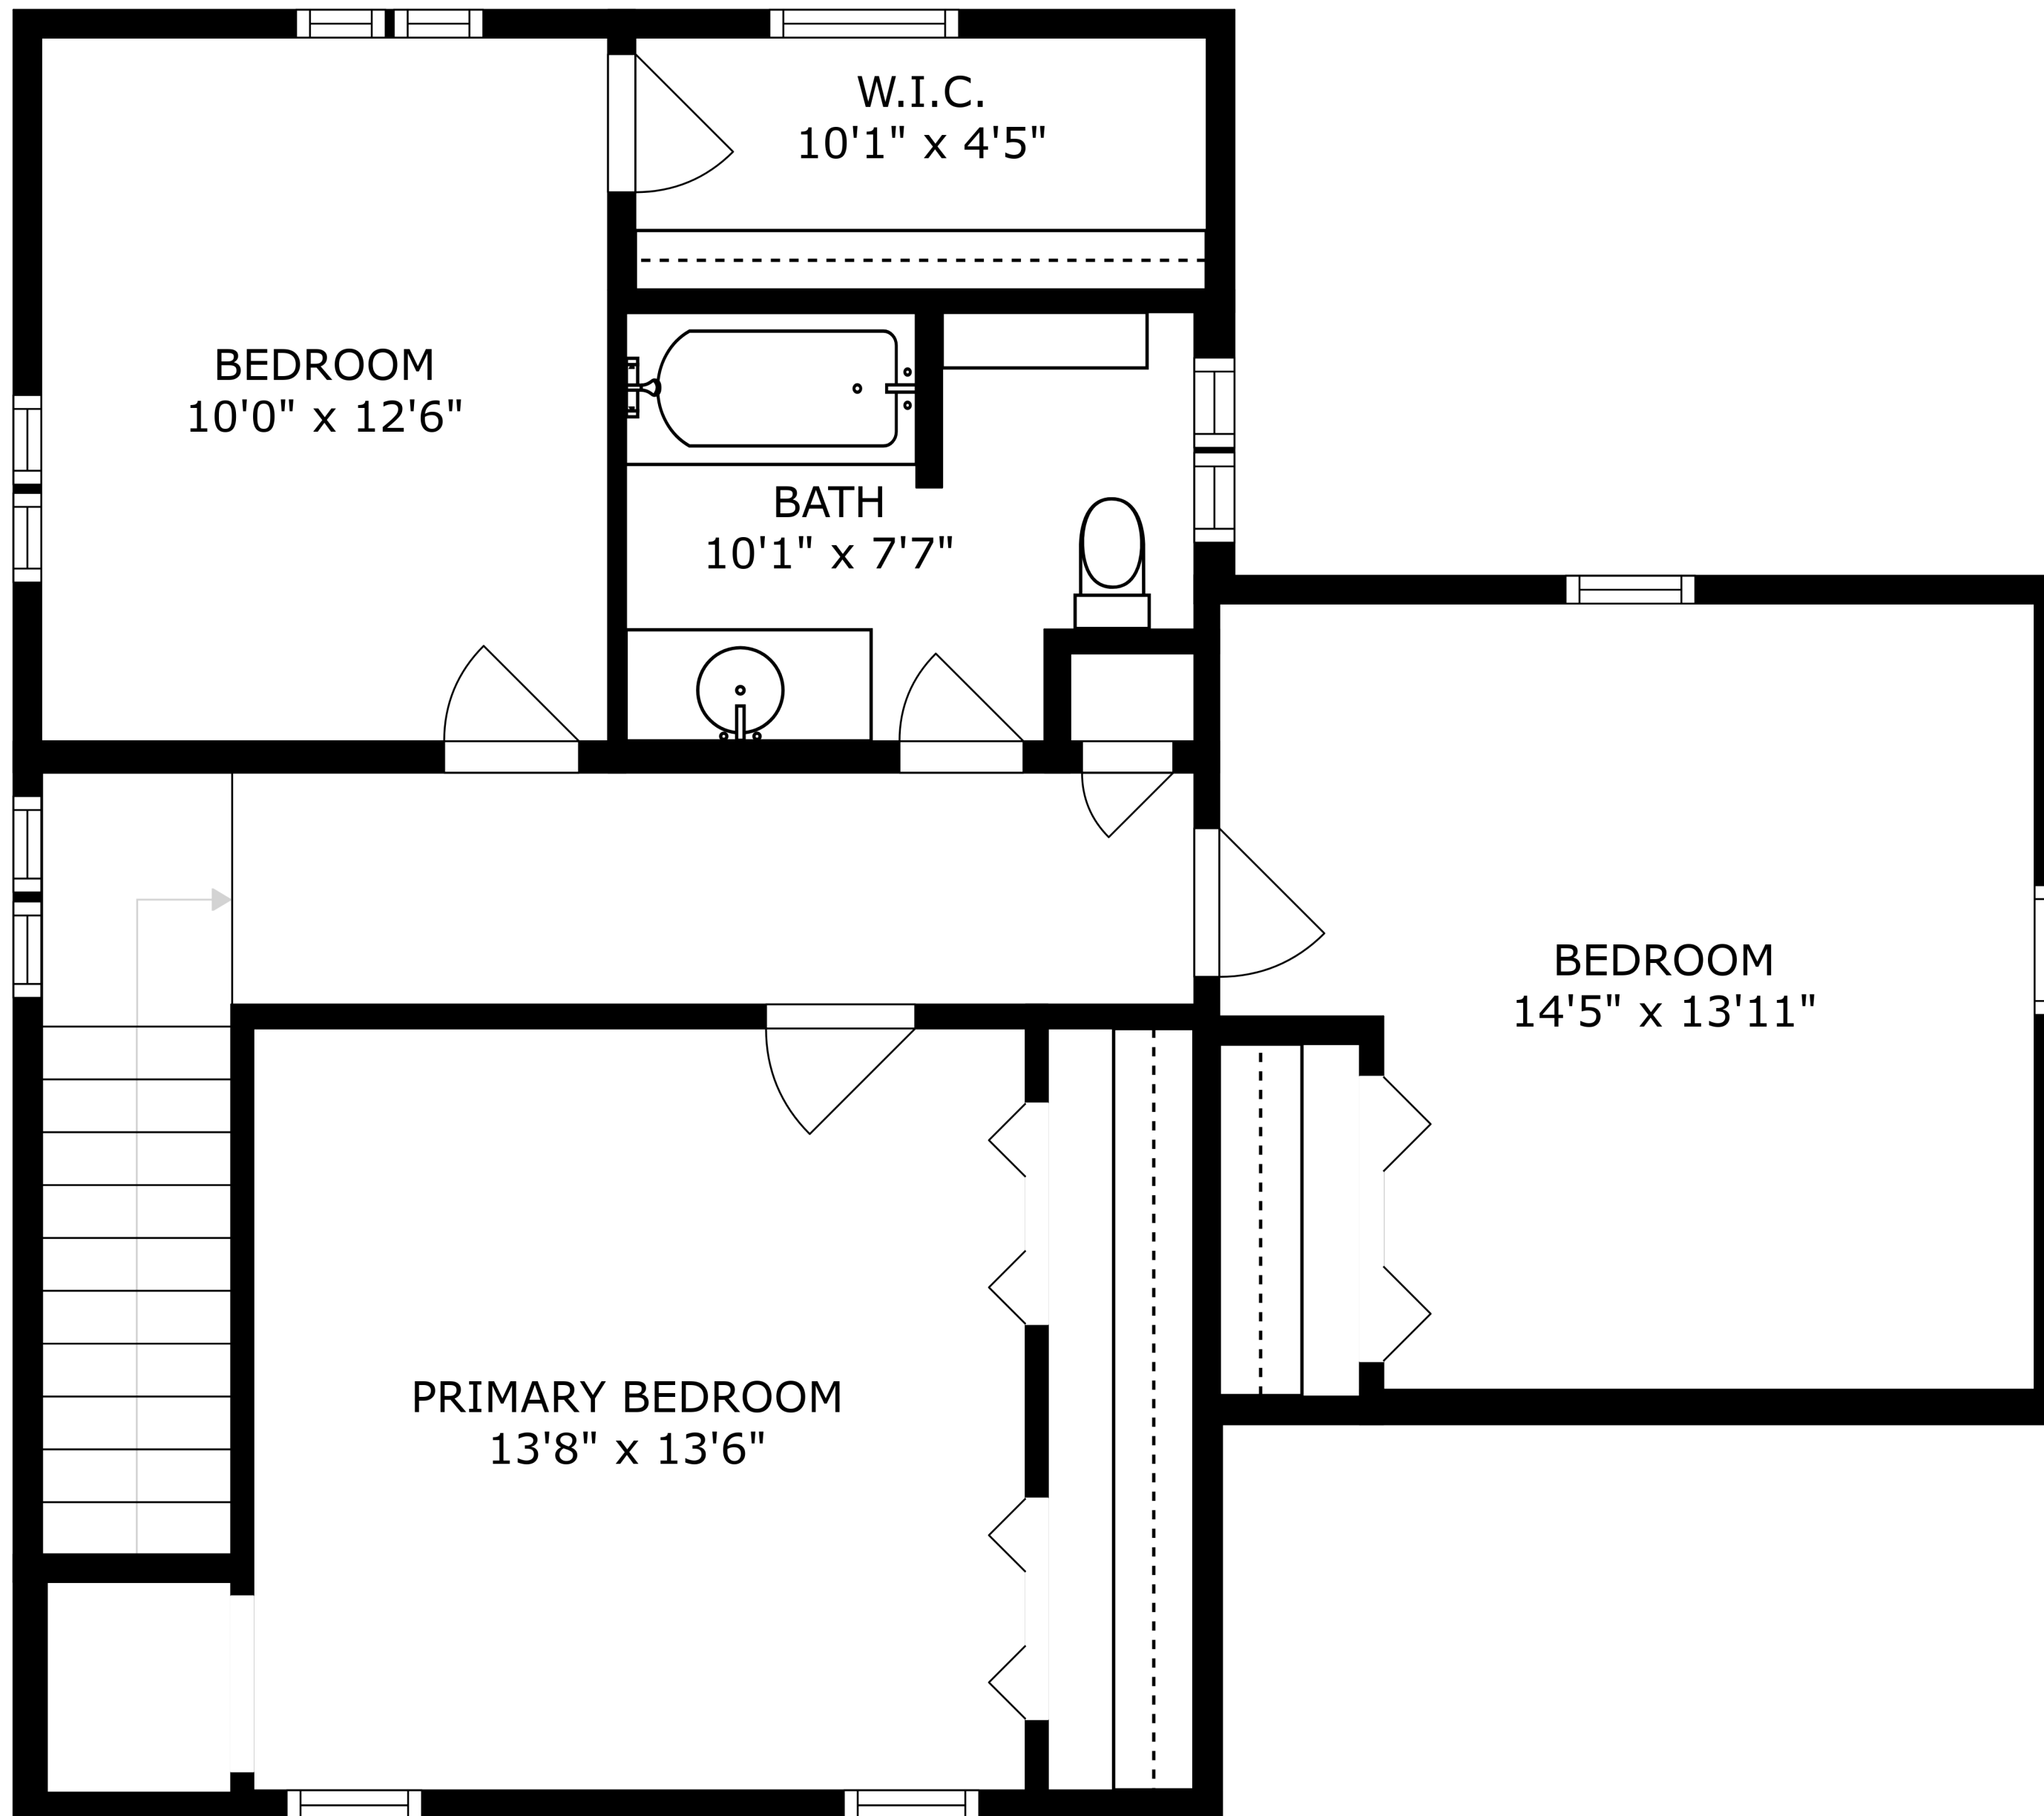 W.I.C.
10'1" x 4'5"
BEDROOM
10'0" x 12'6"
BATH
10'1" x 7'7"
BEDROOM
14'5" x 13'11"
PRIMARY BEDROOM
13'8" x 13'6"